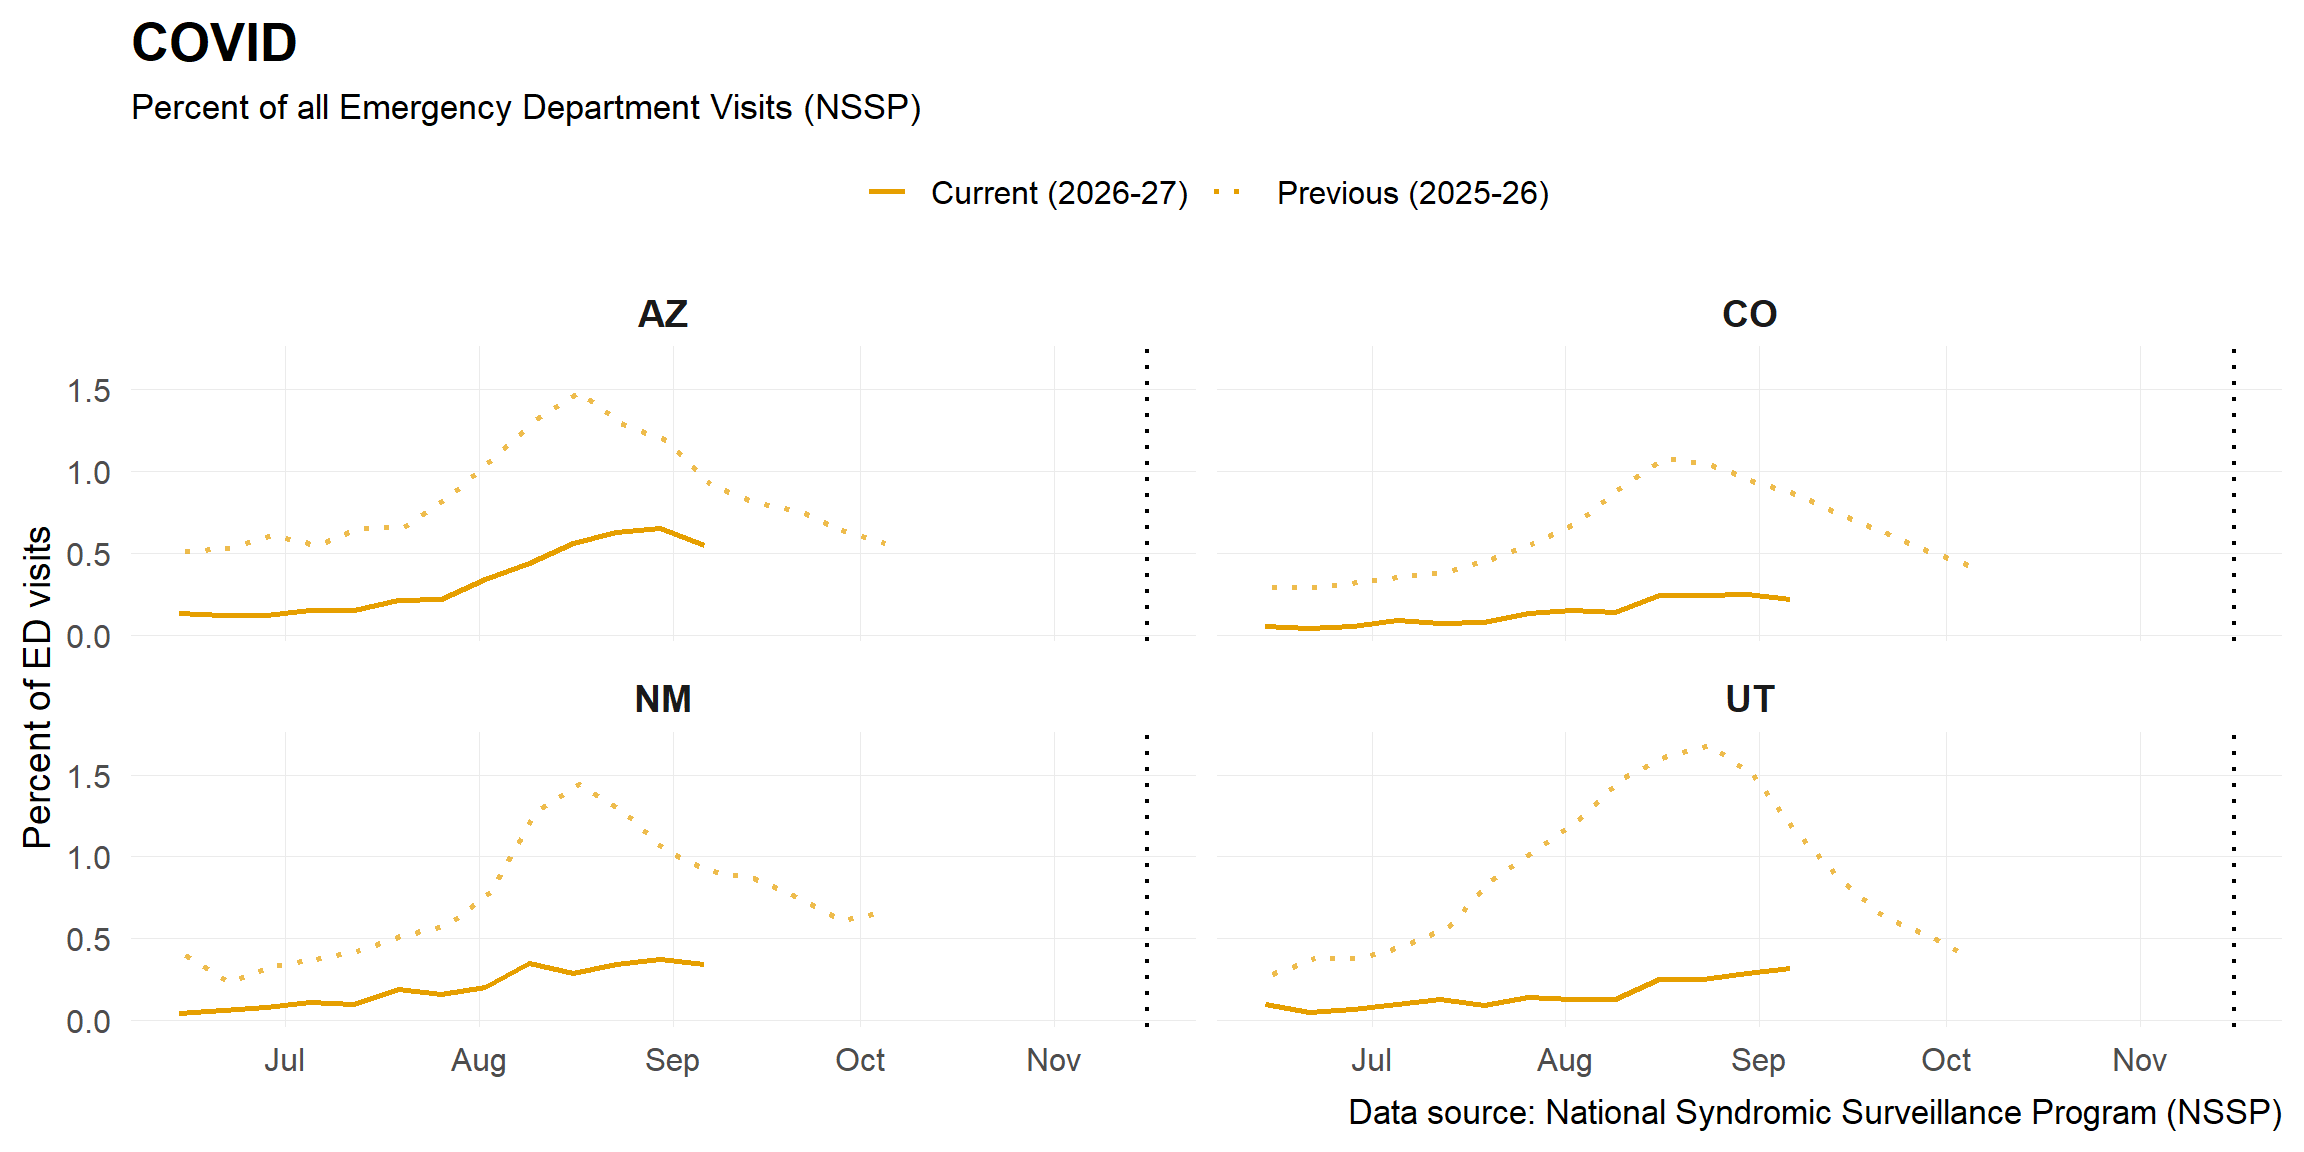 COVID
Percent of all Emergency Department Visits (NSSP)
Current (2026-27) Previous (2025-26)
AZ CO
1.5
1.0
0.5
0.0
NM UT
1.5
1.0
0.5
0.0
Percent of ED visits
Jul Aug Sep Oct Nov Jul Aug Sep Oct Nov
Data source: National Syndromic Surveillance Program (NSSP)